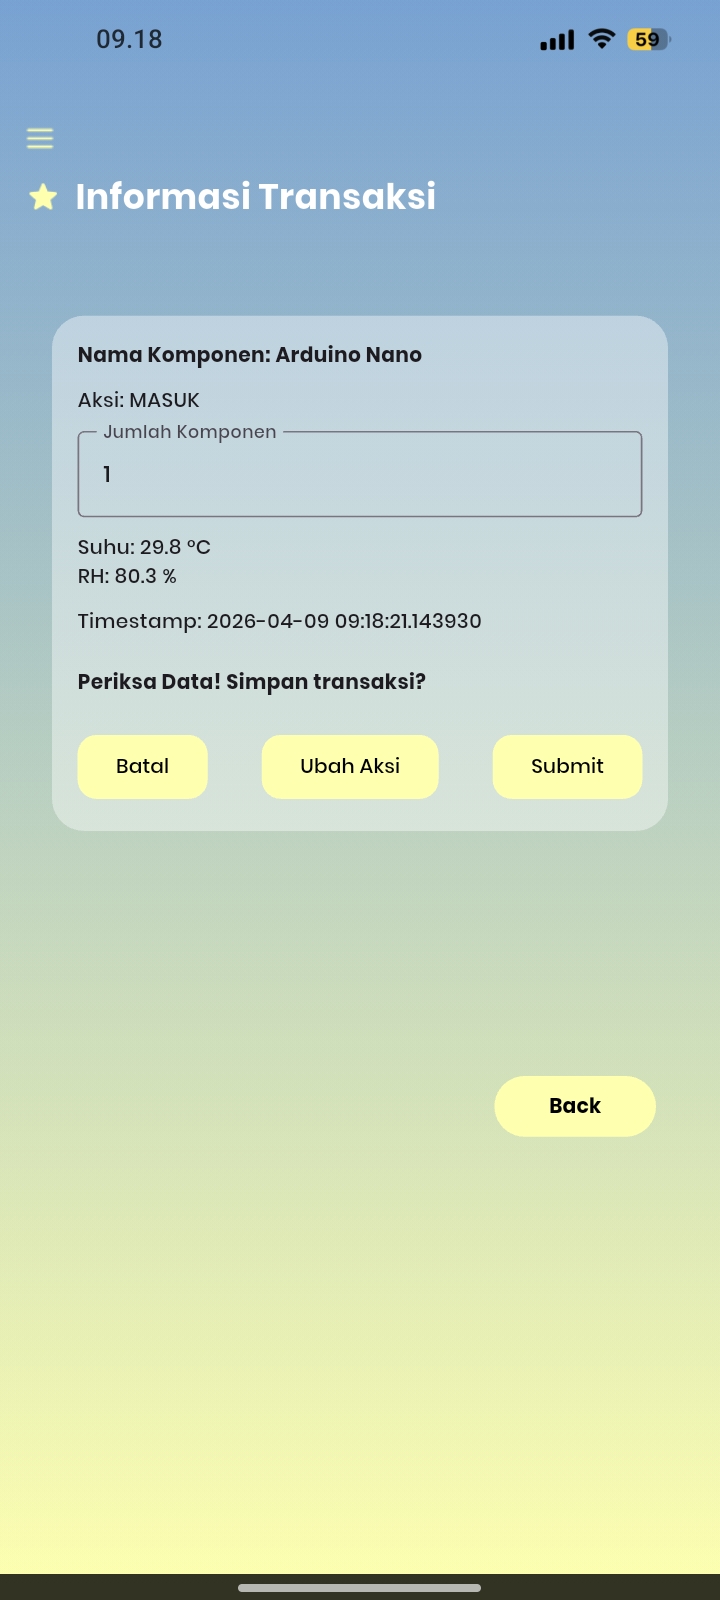 09.18
59
Informasi Transaksi
Nama Komponen: Arduino Nano
Aksi: MASUK
Jumlah Komponen
1
Suhu: 29.8 °C
RH: 80.3 %
Timestamp: 2026-04-09 09:18:21.143930
Periksa Data! Simpan transaksi?
Batal Ubah Aksi Submit
Back